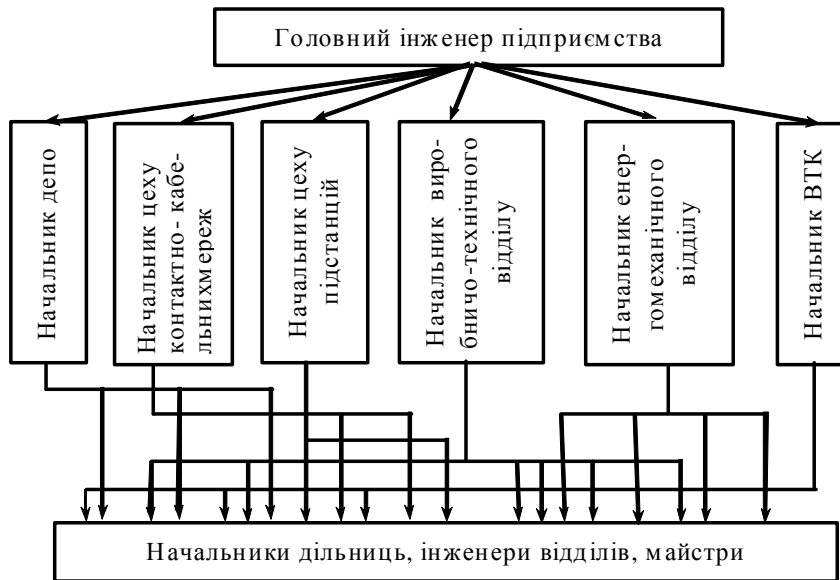 Головний інженер підприємства
Начальник депо
Начальник цеху
контактно- кабе-
льнихмереж
Начальник цеху
підстанцій
Начальник виро-
бничо-технічного
відділу
Начальник енер-
гомеханічного
відділу
Начальник ВТК
Начальники дільниць, інженери відділів, майстри